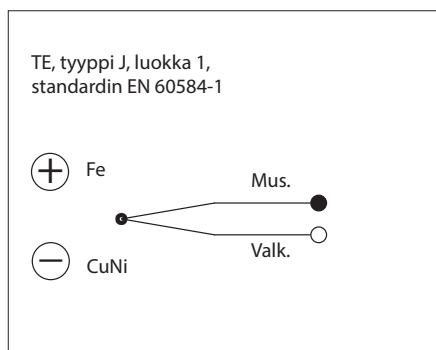 TE, tyyppi J, luokka 1,
standardin EN 60584-1
Fe
Mus.
Valk.
CuNi